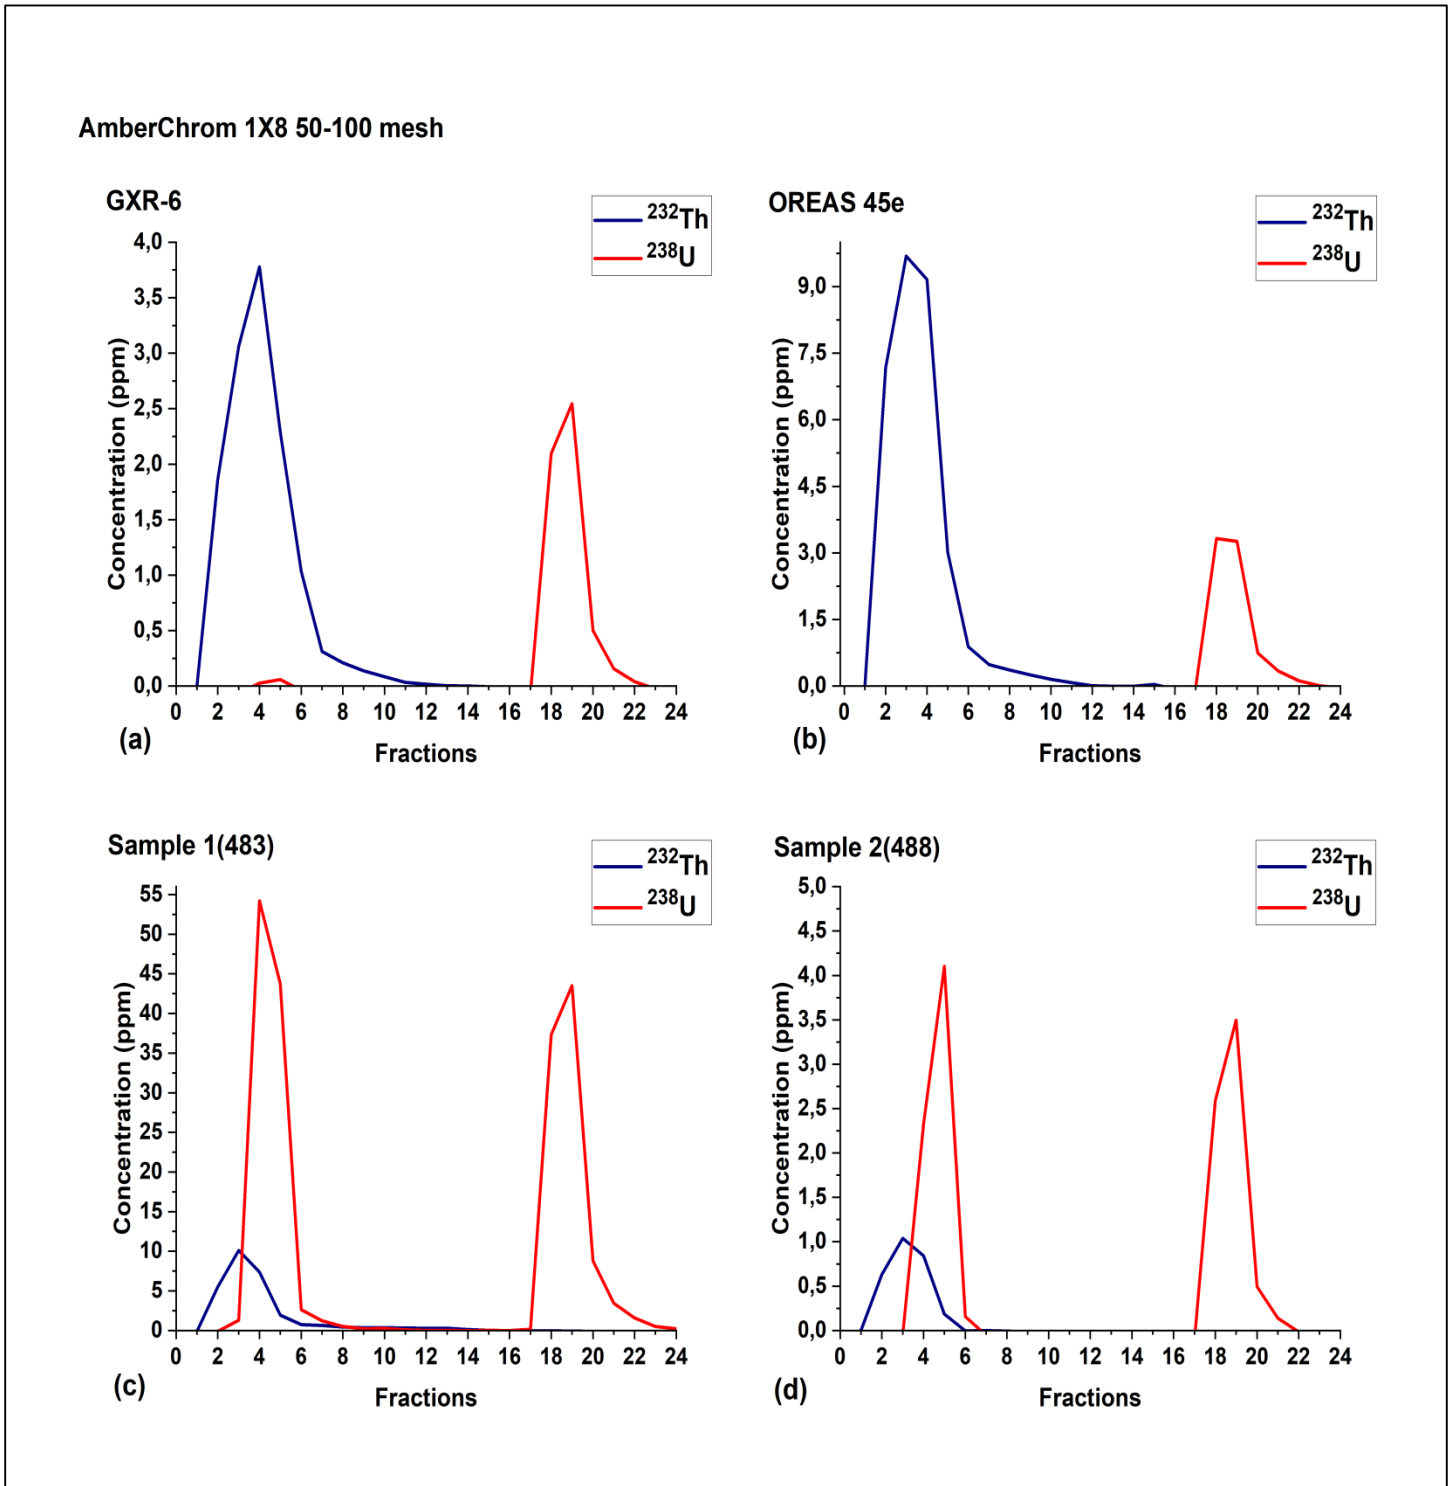 AmberChrom 1X8 50-100 mesh
GXR-6
232Th
238U
4,0
3,5
3,0
2,5
2,0
1,5
1,0
0,5
0,0
Concentration (ppm)
0 2 4 6 8 10 12 14 16 18 20 22 24
(a)
Fractions
OREAS 45e
232Th
238U
9,0
7,5
6,0
4,5
3,0
1,5
0,0
Concentration (ppm)
0 2 4 6 8 10 12 14 16 18 20 22 24
(b)
Fractions
Sample 1(483)
232Th
238U
55
50
45
40
35
30
25
20
15
10
5
0
Concentration (ppm)
0 2 4 6 8 10 12 14 16 18 20 22 24
(c)
Fractions
Sample 2(488)
232Th
238U
5,0
4,5
4,0
3,5
3,0
2,5
2,0
1,5
1,0
0,5
0,0
Concentration (ppm)
0 2 4 6 8 10 12 14 16 18 20 22 24
(d)
Fractions